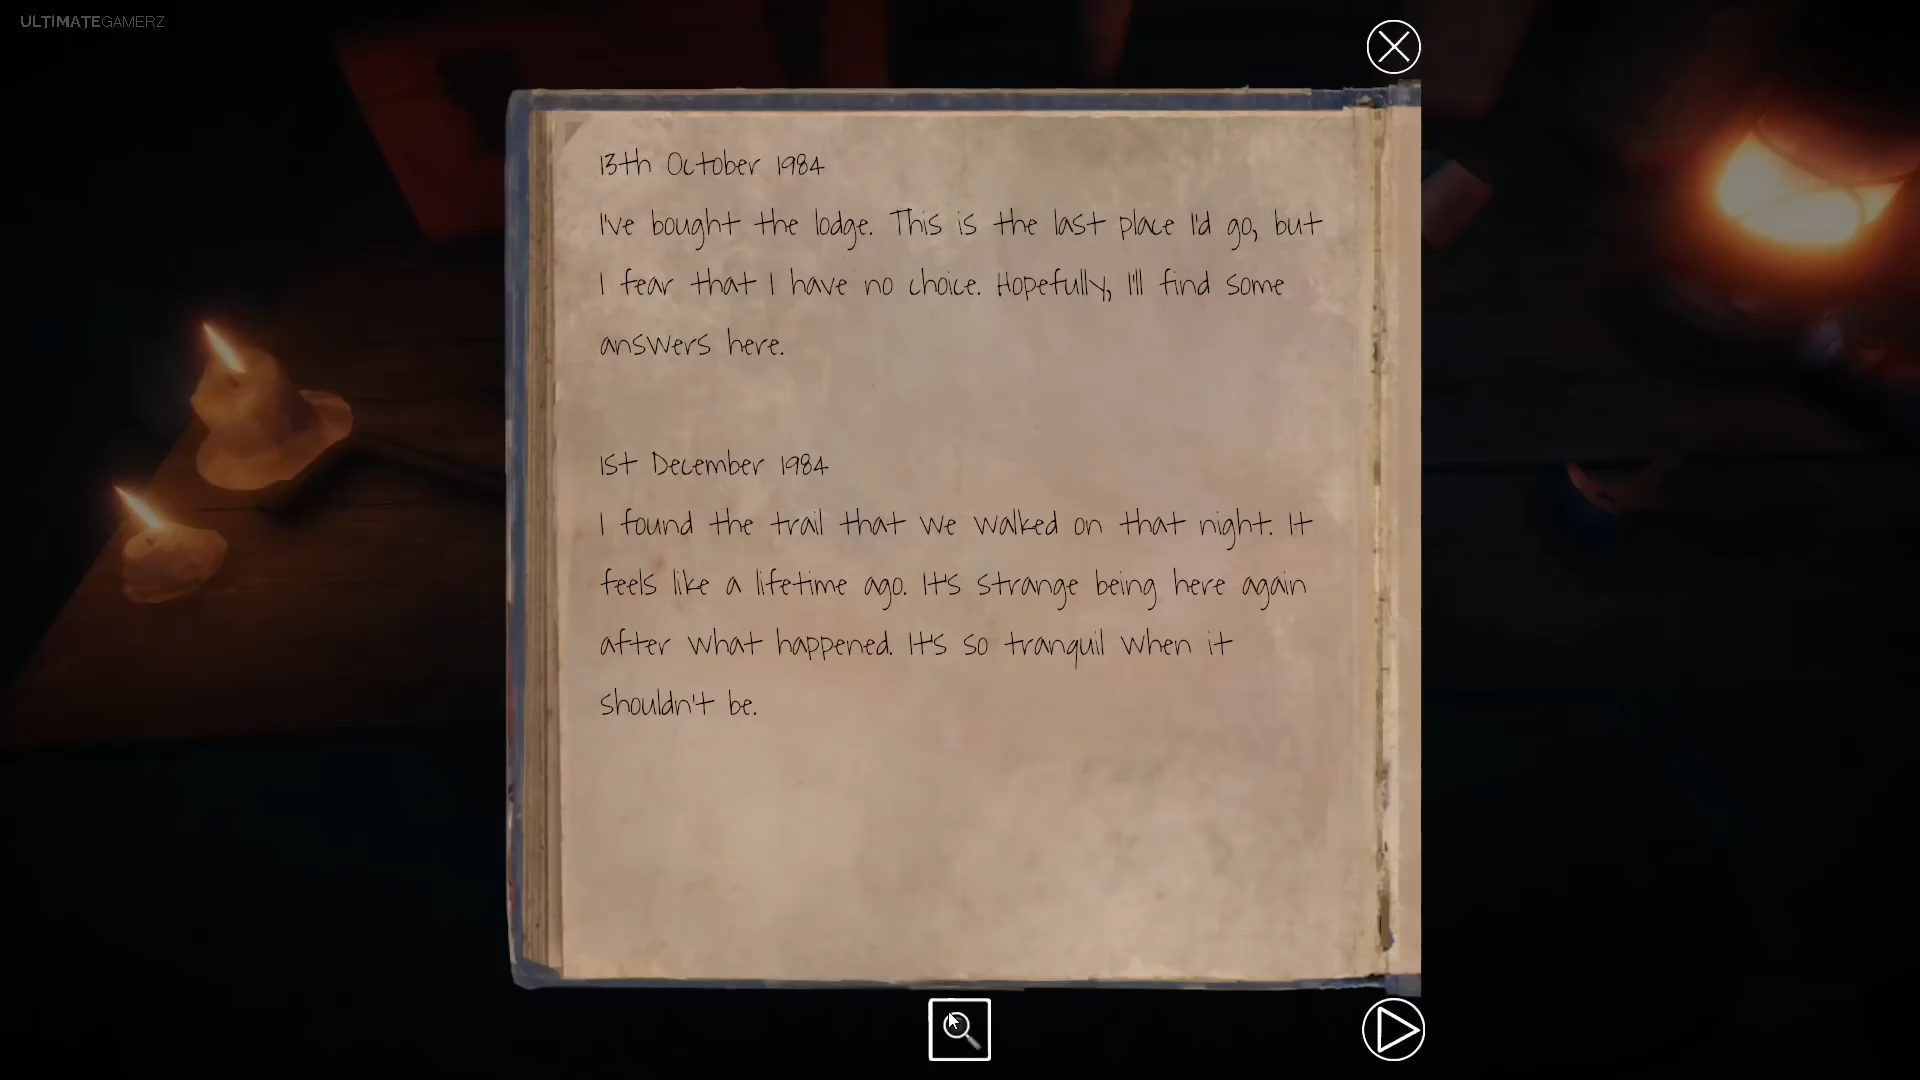 ULTIMATEGAMERZ
13th October 1984
I've bought the lodge. This is the last place I'd go, but
I fear that I have no choice. Hopefully, I'll find some
answers here.
1st December 1984
I found the trail that we walked on that night. It
feels like a lifetime ago. It's strange being here again
after what happened. It's so tranquil when it
shouldn't be.